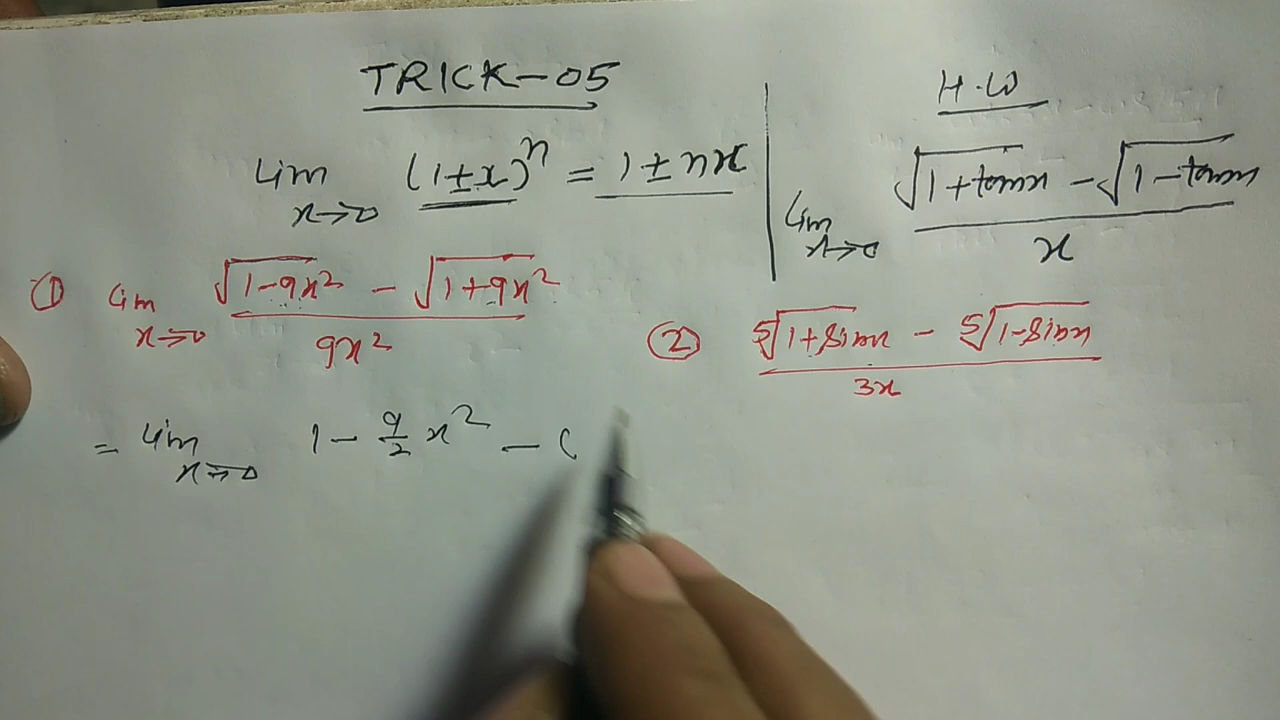 TRICK-05
lim x→0 (1±x)^n = 1±nx
H.W
lim x→0 (√(1+tanx) - √(1-tanx)) / x
① lim x→0 (√(1-9x²) - √(1+9x²)) / 9x²
② (⁵√(1+sinx) - ⁵√(1-sinx)) / 3x
= lim x→0 1 - 9/2 x² - (